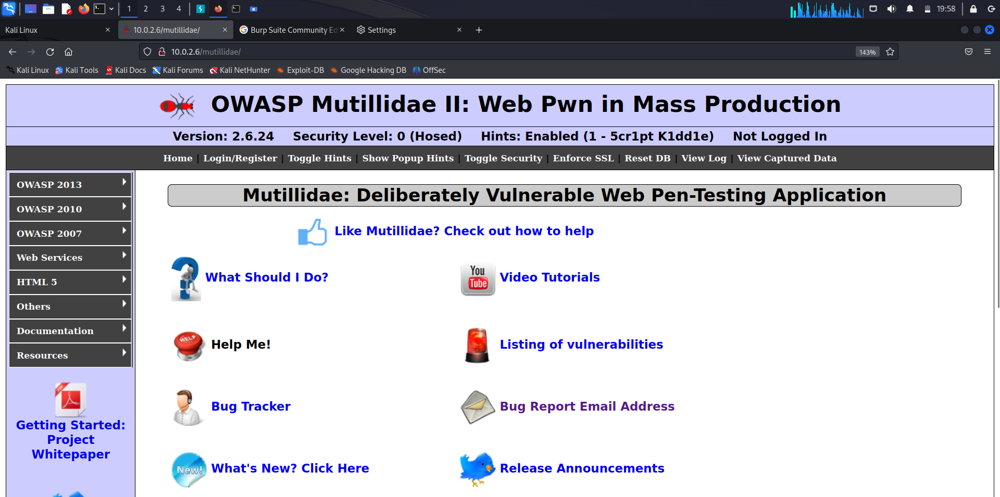 1 2 3 4 19:58
Kali Linux 10.0.2.6/mutillidae/ Burp Suite Community Ed Settings
10.0.2.6/mutillidae/ 143%
Kali Linux Kali Tools Kali Docs Kali Forums Kali NetHunter Exploit-DB Google Hacking DB OffSec
OWASP Mutillidae II: Web Pwn in Mass Production
Version: 2.6.24 Security Level: 0 (Hosed) Hints: Enabled (1 - 5cr1pt K1dd1e) Not Logged In
Home | Login/Register | Toggle Hints | Show Popup Hints | Toggle Security | Enforce SSL | Reset DB | View Log | View Captured Data
OWASP 2013
OWASP 2010
OWASP 2007
Web Services
HTML 5
Others
Documentation
Resources
PDF
Getting Started:
Project
Whitepaper
Mutillidae: Deliberately Vulnerable Web Pen-Testing Application
Like Mutillidae? Check out how to help
What Should I Do?
You
Tube
Video Tutorials
HELP
Help Me!
Listing of vulnerabilities
Bug Tracker
Bug Report Email Address
New!
What's New? Click Here
Release Announcements